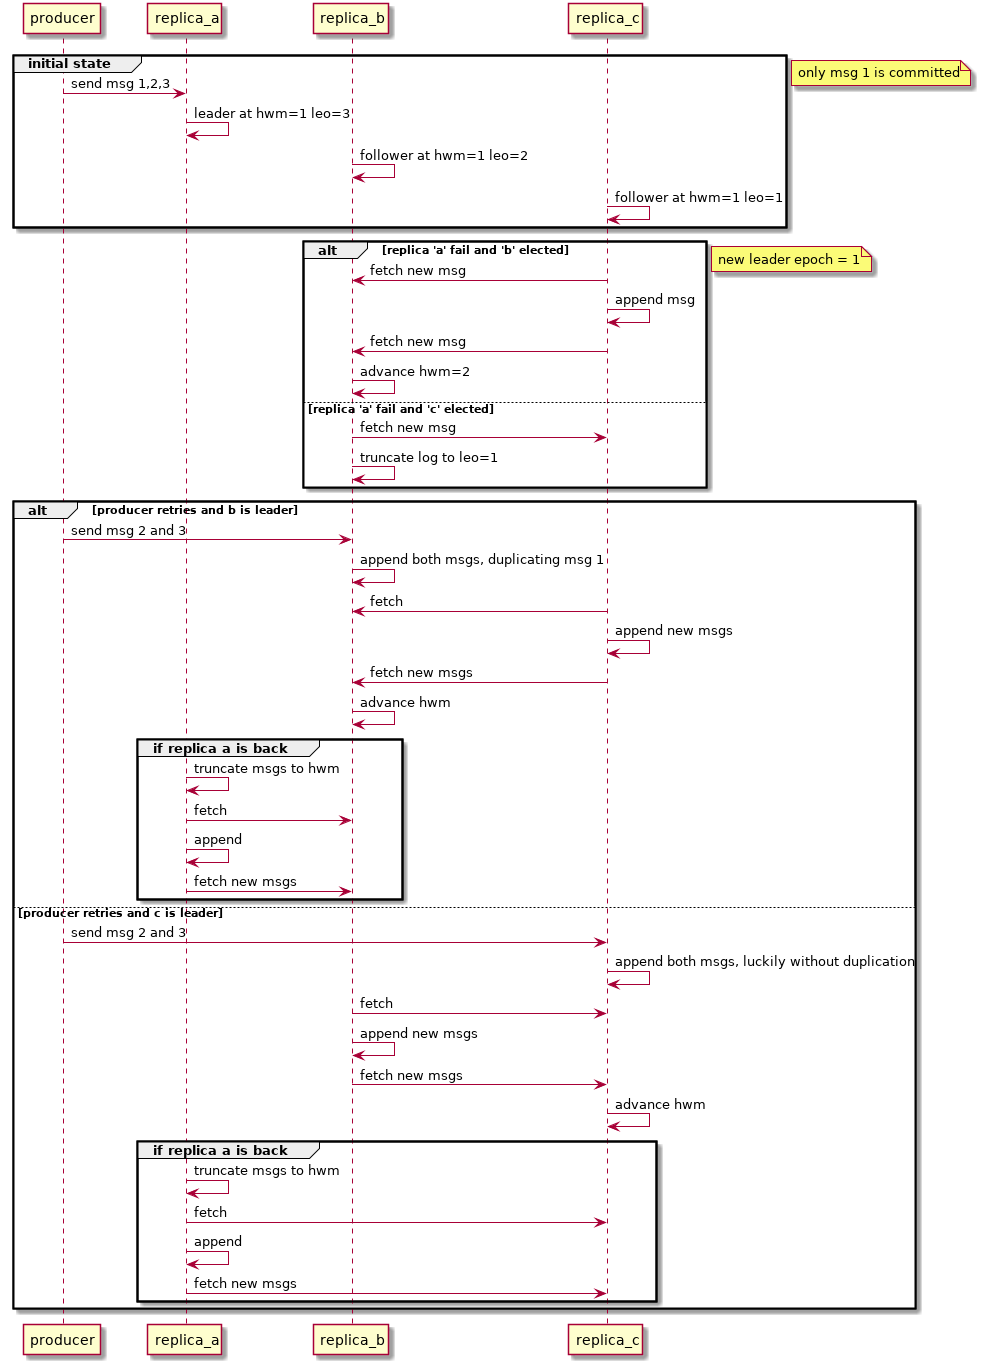 producer replica_a replica_b replica_c
initial state
only msg 1 is committed
send msg 1,2,3
leader at hwm=1 leo=3
follower at hwm=1 leo=2
follower at hwm=1 leo=1
alt [replica 'a' fail and 'b' elected]
new leader epoch = 1
fetch new msg
append msg
fetch new msg
advance hwm=2
[replica 'a' fail and 'c' elected]
fetch new msg
truncate log to leo=1
alt [producer retries and b is leader]
send msg 2 and 3
append both msgs, duplicating msg 1
fetch
append new msgs
fetch new msgs
advance hwm
if replica a is back
truncate msgs to hwm
fetch
append
fetch new msgs
[producer retries and c is leader]
send msg 2 and 3
append both msgs, luckily without duplication
fetch
append new msgs
fetch new msgs
advance hwm
if replica a is back
truncate msgs to hwm
fetch
append
fetch new msgs
producer replica_a replica_b replica_c